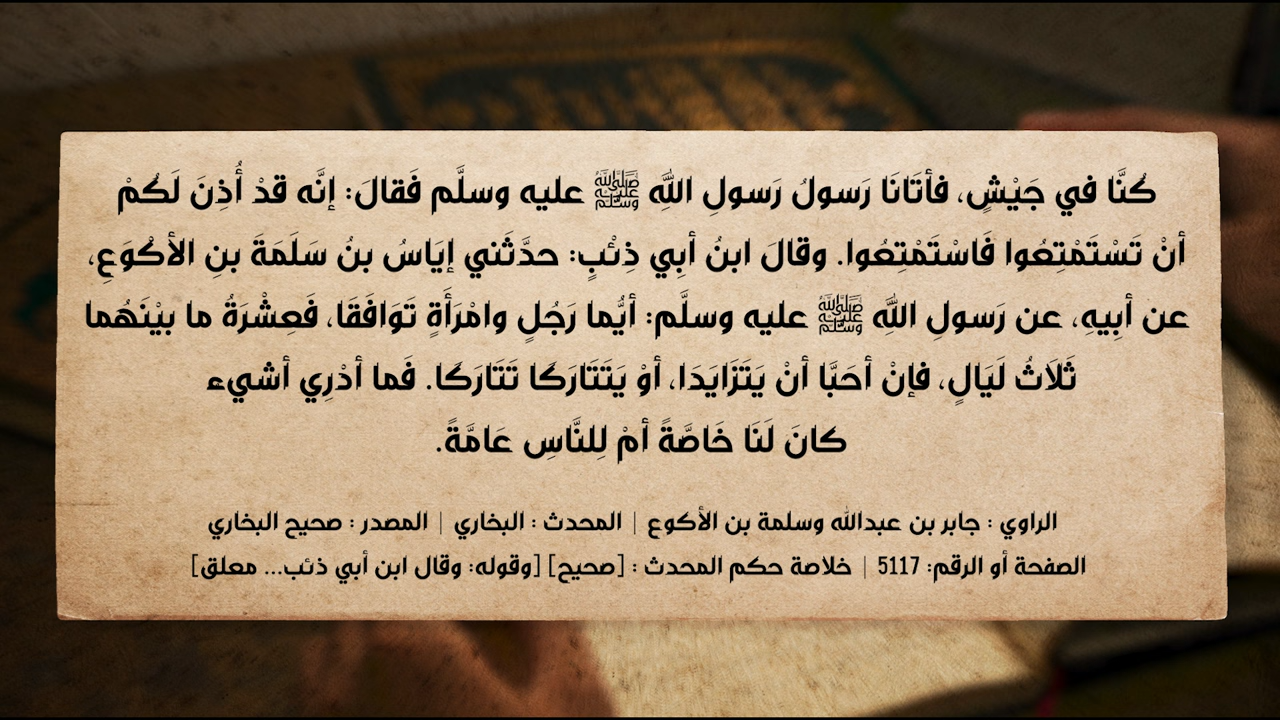 كُنَّا في جَيْشٍ، فأتَانَا رَسولُ رَسولِ اللَّهِ ﷺ عليه وسلَّم فَقالَ: إنَّه قدْ أُذِنَ لَكُمْ
أنْ تَسْتَمْتِعُوا فَاسْتَمْتِعُوا. وقالَ ابنُ أبِي ذِئْبٍ: حدَّثَني إيَاسُ بنُ سَلَمَةَ بنِ الأكْوَعِ،
عن أبِيهِ، عن رَسولِ اللَّهِ ﷺ عليه وسلَّم: أيُّما رَجُلٍ وامْرَأَةٍ تَوَافَقَا، فَعِشْرَةُ ما بيْنَهُما
ثَلَاثُ لَيَالٍ، فإنْ أحَبَّا أنْ يَتَزَايَدَا، أوْ يَتَتَارَكَا تَتَارَكَا. فَما أدْرِي أشيء
كانَ لَنَا خَاصَّةً أمْ لِلنَّاسِ عَامَّةً.
الراوي : جابر بن عبدالله وسلمة بن الأكوع | المحدث : البخاري | المصدر : صحيح البخاري
الصفحة أو الرقم: 5117 | خلاصة حكم المحدث : [صحيح] [وقوله: وقال ابن أبي ذئب... معلق]